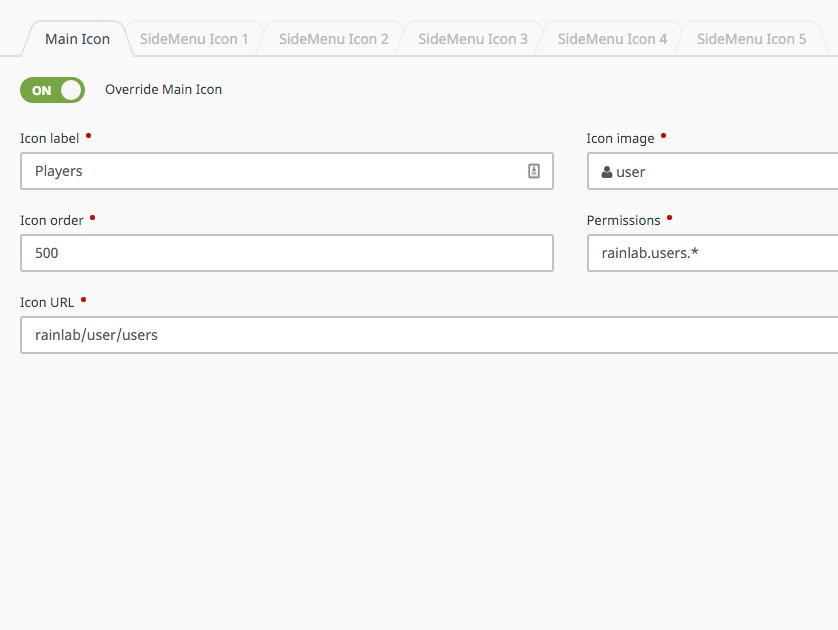 Main Icon SideMenu Icon 1 SideMenu Icon 2 SideMenu Icon 3 SideMenu Icon 4 SideMenu Icon 5
ON Override Main Icon
Icon label Icon image
Players user
Icon order Permissions
500 rainlab.users.*
Icon URL
rainlab/user/users